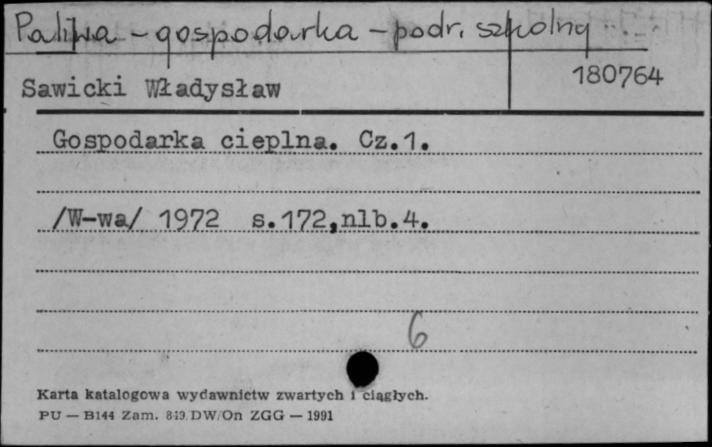 Paliwa - gospodarka - podr. szkolny
Sawicki Władysław
180764
Gospodarka cieplna. Cz.1.
/W-wa/ 1972 s.172,nlb.4.
6
Karta katalogowa wydawnictw zwartych i ciągłych.
PU — B144 Zam. 849 DW/On ZGG — 1991